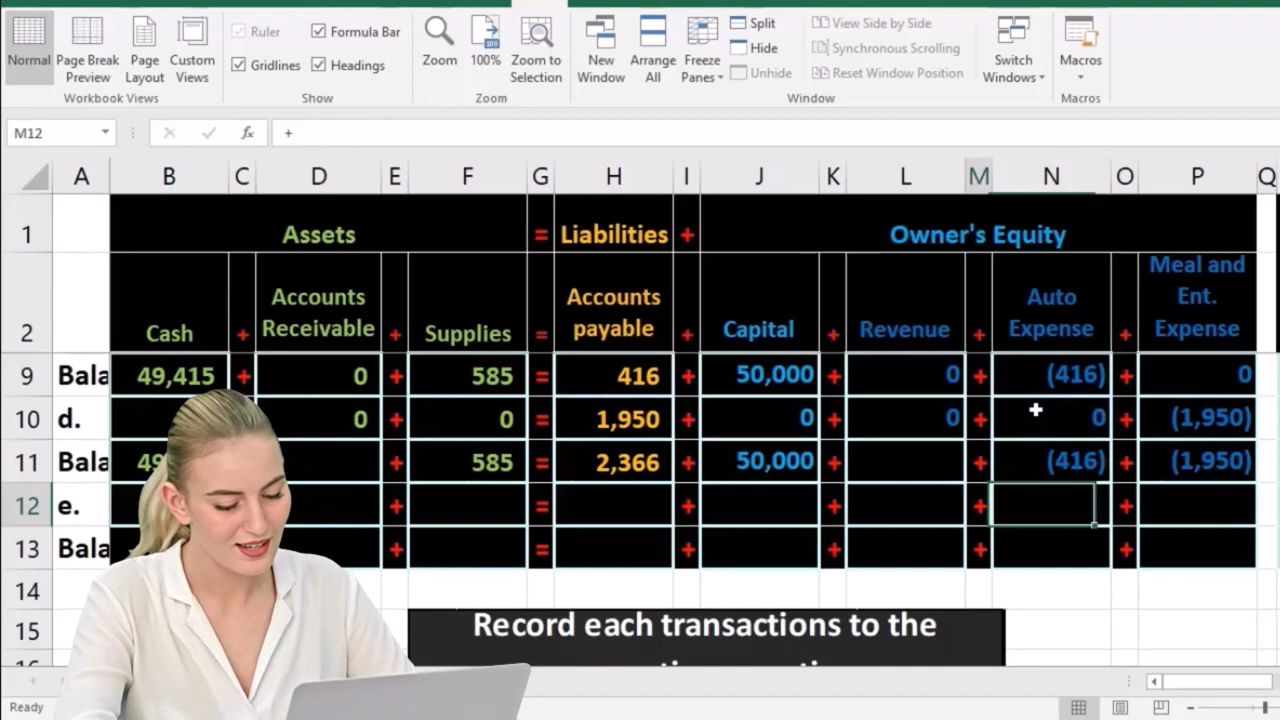 Normal Page Break Preview Page Layout Custom Views
Workbook Views
Ruler Formula Bar
Gridlines Headings
Show
Zoom 100% Zoom to Selection
Zoom
New Window Arrange All Freeze Panes
Split
Hide
Unhide
View Side by Side
Synchronous Scrolling
Reset Window Position
Switch Windows
Window
Macros
Macros
M12 fx +
A B C D E F G H I J K L M N O P Q
1 Assets = Liabilities + Owner's Equity
2 Cash + Accounts Receivable + Supplies = Accounts payable + Capital + Revenue + Auto Expense + Meal and Ent. Expense
9 Bala 49,415 + 0 + 585 = 416 + 50,000 + 0 + (416) + 0
10 d. 0 + 0 = 1,950 + 0 + 0 + 0 + (1,950)
11 Bala 49 + 585 = 2,366 + 50,000 + + (416) + (1,950)
12 e. + = + + + +
13 Bala + = + + + +
14
15 Record each transactions to the
Ready